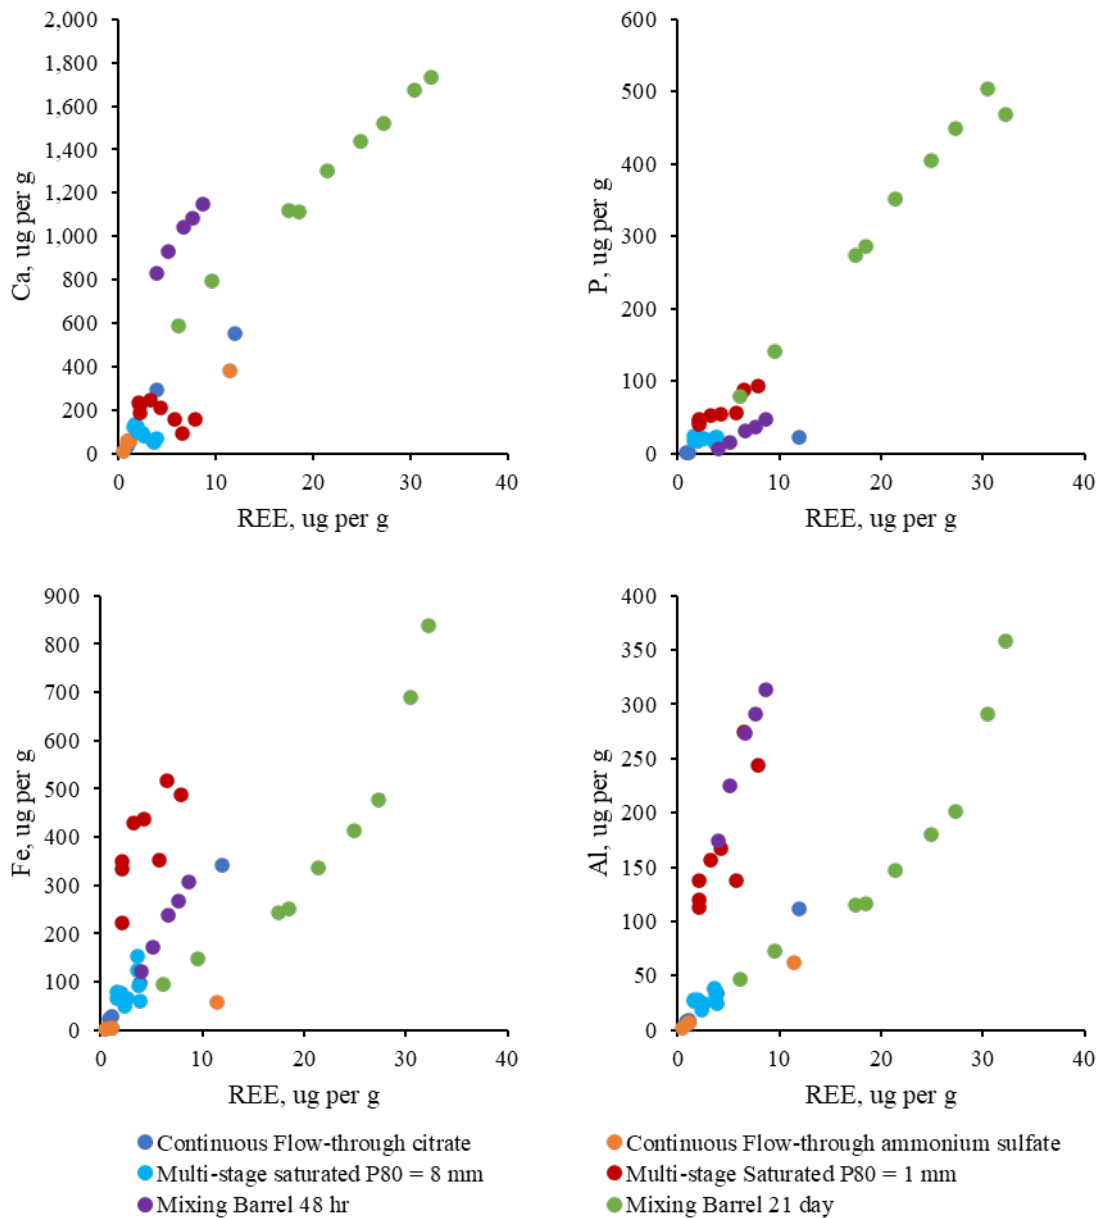 2,000
1,800
1,600
1,400
1,200
1,000
800
600
400
200
0
Ca, ug per g
0 10 20 30 40
REE, ug per g
600
500
400
300
200
100
0
P, ug per g
0 10 20 30 40
REE, ug per g
900
800
700
600
500
400
300
200
100
0
Fe, ug per g
0 10 20 30 40
REE, ug per g
400
350
300
250
200
150
100
50
0
Al, ug per g
0 10 20 30 40
REE, ug per g
Continuous Flow-through citrate
Continuous Flow-through ammonium sulfate
Multi-stage saturated P80 = 8 mm
Multi-stage Saturated P80 = 1 mm
Mixing Barrel 48 hr
Mixing Barrel 21 day